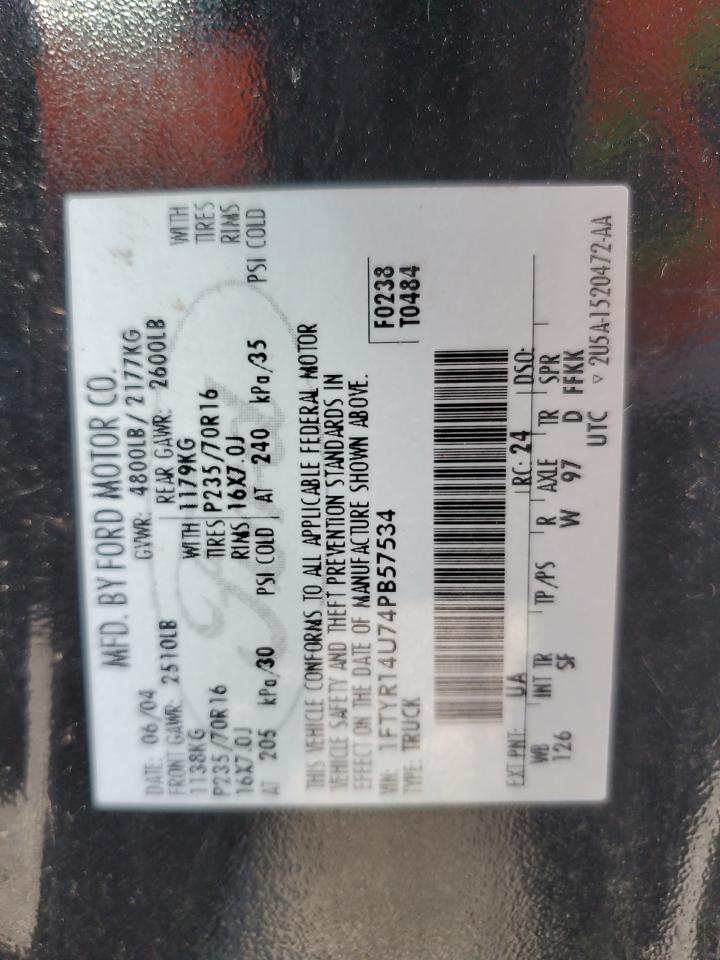 MFD. BY FORD MOTOR CO.
DATE: 06/04 GVWR: 4800LB / 2177KG
FRONT GAWR: 2510LB REAR GAWR: 2600LB
1138KG WITH 1179KG WITH
P235/70R16 TIRES P235/70R16 TIRES
16X7.0J RIMS 16X7.0J RIMS
AT 205 kPa/30 PSI COLD AT 240 kPa/35 PSI COLD
THIS VEHICLE CONFORMS TO ALL APPLICABLE FEDERAL MOTOR
VEHICLE SAFETY AND THEFT PREVENTION STANDARDS IN
EFFECT ON THE DATE OF MANUFACTURE SHOWN ABOVE.
VIN: 1FTYR14U74PB57534 F0238
TYPE: TRUCK T0484
EXT PNT: UA RC: 24 DSO:
WB INT TR TP/PS R AXLE TR SPR
126 SF W 97 D FFKK
UTC ▽ 2U5A-1520472-AA